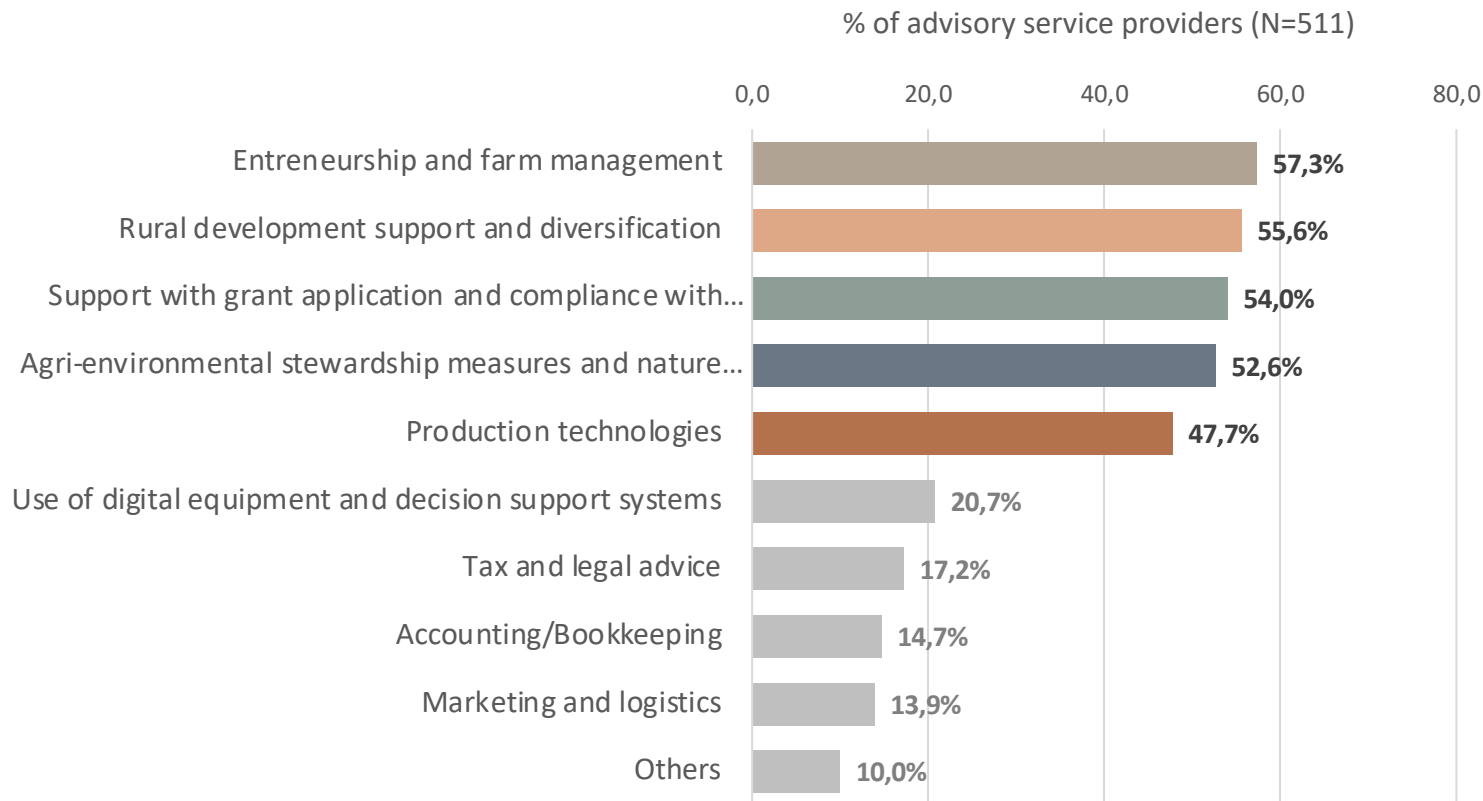 % of advisory service providers (N=511)
0,0 20,0 40,0 60,0 80,0
Entreneurship and farm management 57,3%
Rural development support and diversification 55,6%
Support with grant application and compliance with... 54,0%
Agri-environmental stewardship measures and nature... 52,6%
Production technologies 47,7%
Use of digital equipment and decision support systems 20,7%
Tax and legal advice 17,2%
Accounting/Bookkeeping 14,7%
Marketing and logistics 13,9%
Others 10,0%